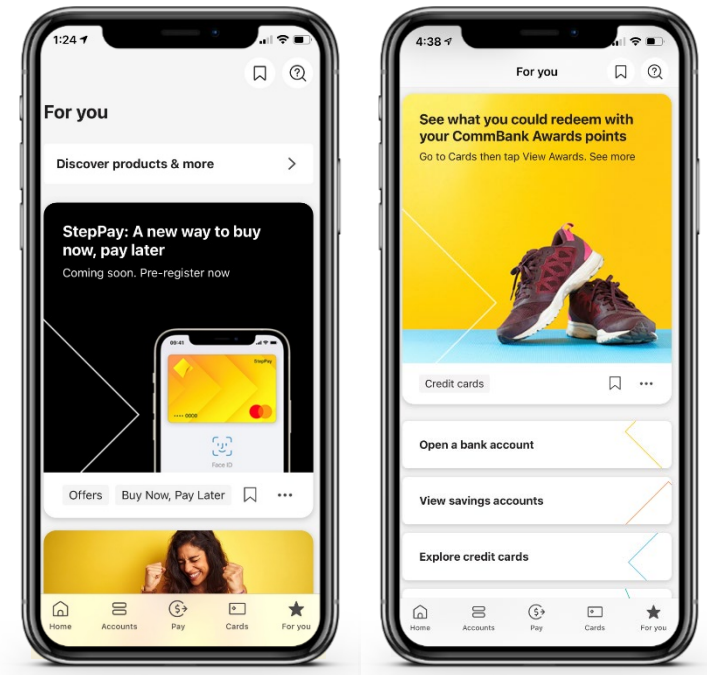 1:24
For you
Discover products & more
StepPay: A new way to buy
now, pay later
Coming soon. Pre-register now
08:41
StepPay
•••• 0000
Face ID
Offers
Buy Now, Pay Later
Home
Accounts
Pay
Cards
For you
4:38
For you
See what you could redeem with
your CommBank Awards points
Go to Cards then tap View Awards. See more
Credit cards
Open a bank account
View savings accounts
Explore credit cards
Home
Accounts
Pay
Cards
For you